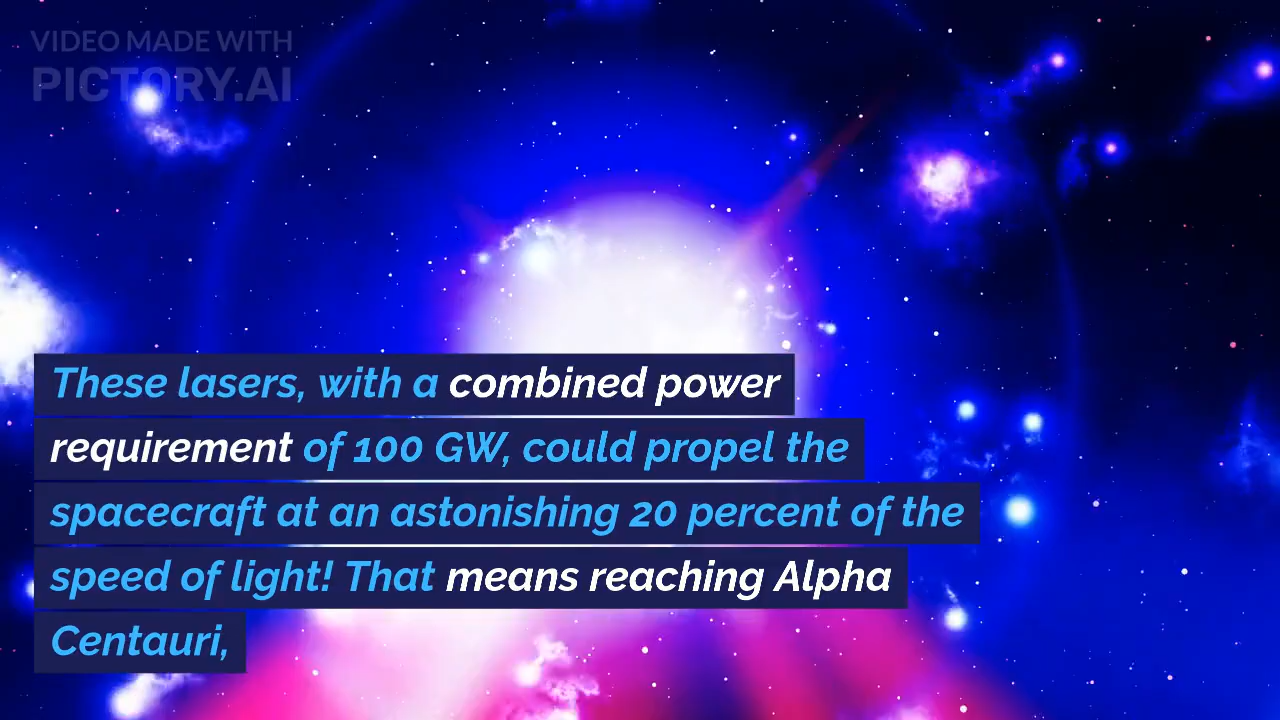 VIDEO MADE WITH
PICTORY.AI
These lasers, with a combined power
requirement of 100 GW, could propel the
spacecraft at an astonishing 20 percent of the
speed of light! That means reaching Alpha
Centauri,